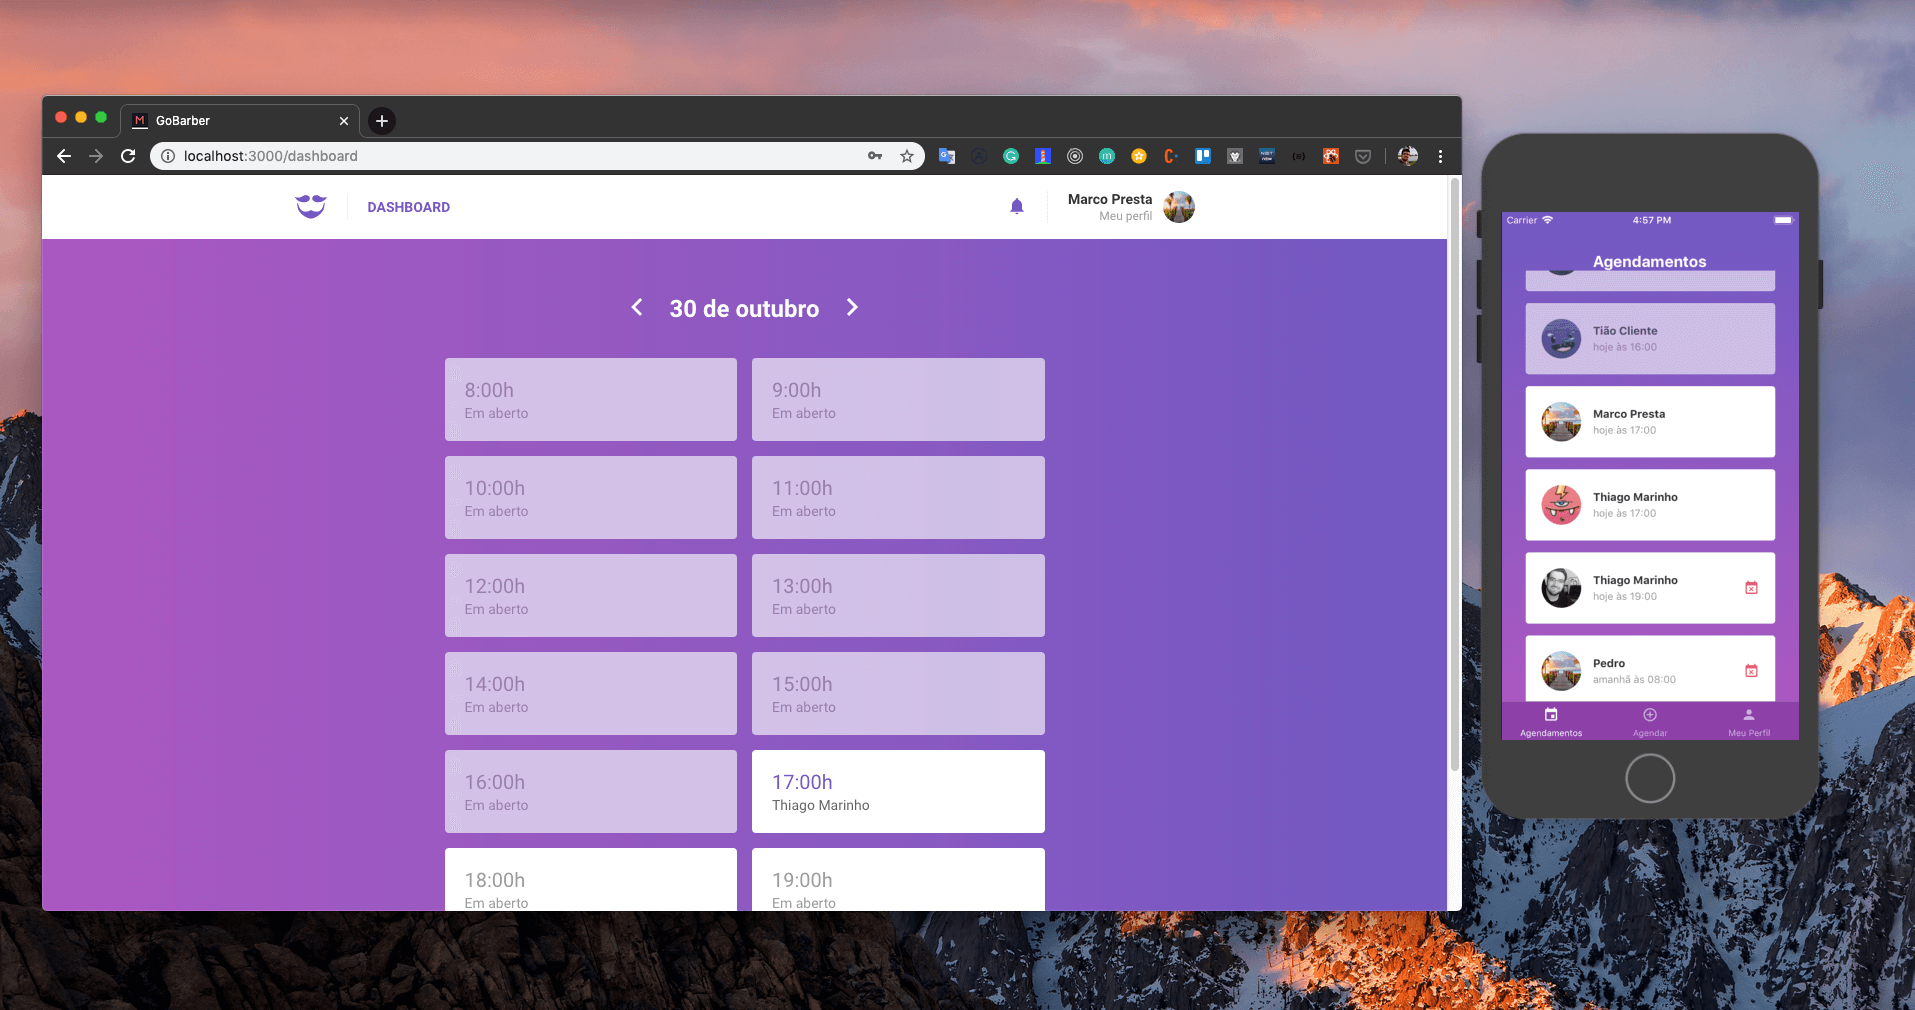 GoBarber
localhost:3000/dashboard
DASHBOARD
Marco Presta
Meu perfil
30 de outubro
8:00h
Em aberto
9:00h
Em aberto
10:00h
Em aberto
11:00h
Em aberto
12:00h
Em aberto
13:00h
Em aberto
14:00h
Em aberto
15:00h
Em aberto
16:00h
Em aberto
17:00h
Thiago Marinho
18:00h
Em aberto
19:00h
Em aberto
Carrier
4:57 PM
Agendamentos
Tião Cliente
hoje às 16:00
Marco Presta
hoje às 17:00
Thiago Marinho
hoje às 17:00
Thiago Marinho
hoje às 19:00
Pedro
amanhã às 08:00
Agendamentos
Agendar
Meu Perfil